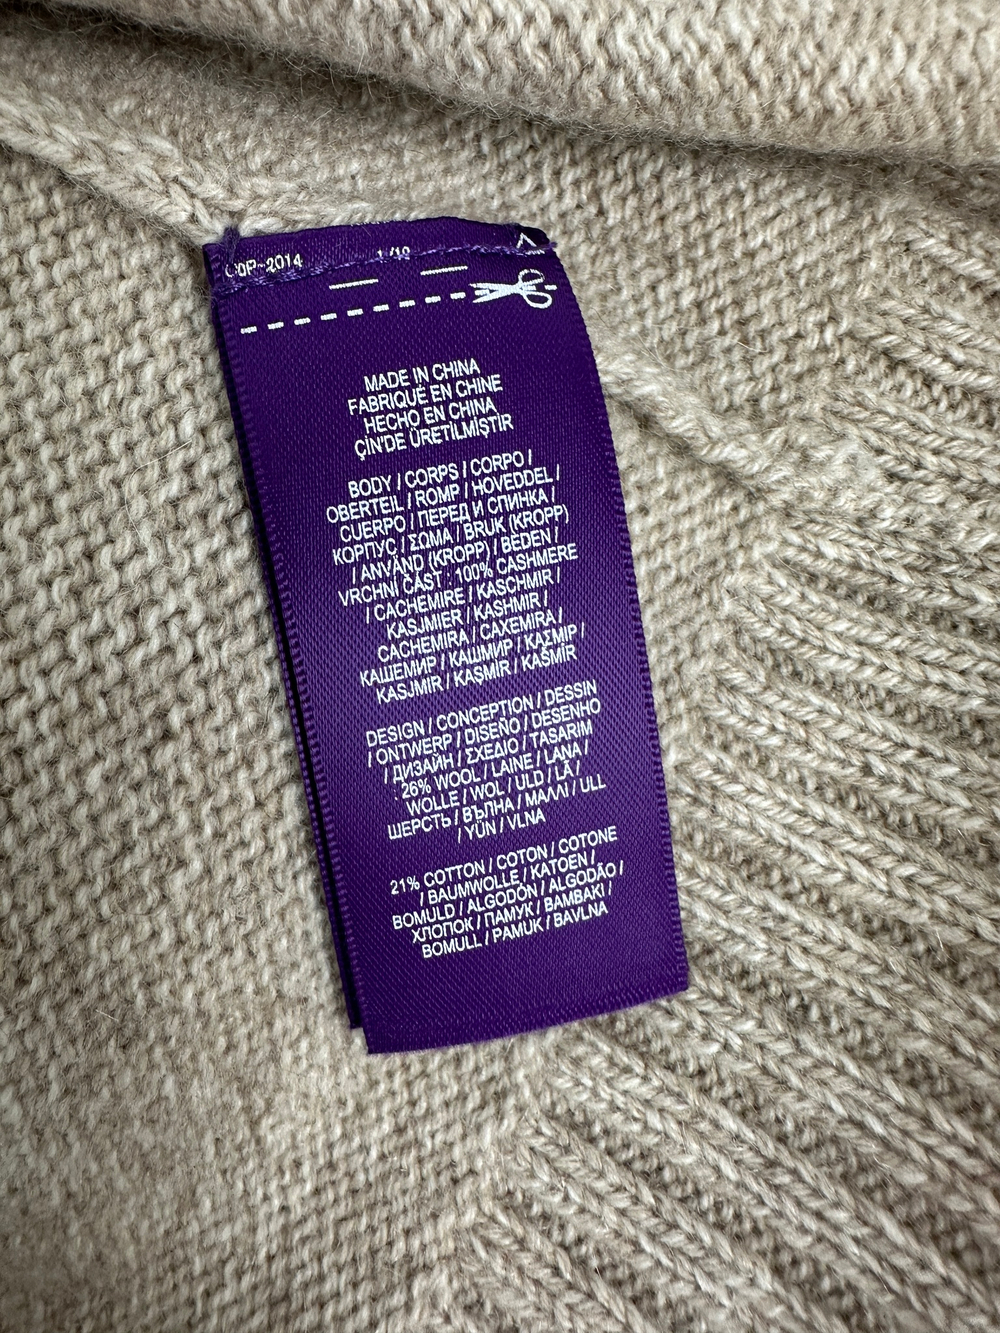 2014
1/10
MADE IN CHINA
FABRIQUÉ EN CHINE
HECHO EN CHINA
ÇİN'DE ÜRETİLMİŞTİR
BODY / CORPS / CORPO /
OBERTEIL / ROMP / HOVEDDEL /
CUERPO / ПЕРЕД И СПИНКА /
КОРПУС / ΣΩΜΑ / BRUK (KROPP)
/ ANVÄND (KROPP) / BEDEN /
VRCHNÍ ČÁST : 100% CASHMERE
/ CACHEMIRE / KASCHMIR /
KASJMIER / KASHMIR /
CACHEMIRA / CAXEMIRA /
КАШЕМИР / КАШМИР / ΚΑΣΜΙΡ /
KASJMIR / KAŞMİR / KAŠMÍR
DESIGN / CONCEPTION / DESSIN
/ ONTWERP / DISEÑO / DESENHO
/ ДИЗАЙН / ΣΧΕΔΙΟ / TASARIM
: 26% WOOL / LAINE / LANA /
WOLLE / WOL / ULD / LÃ /
ШЕРСТЬ / ВЪЛНА / ΜΑΛΛΙ / ULL
/ YÜN / VLNA
21% COTTON / COTON / COTONE
/ BAUMWOLLE / KATOEN /
BOMULD / ALGODÓN / ALGODÃO /
ХЛОПОК / ПАМУК / ΒΑΜΒΑΚΙ /
BOMULL / PAMUK / BAVLNA